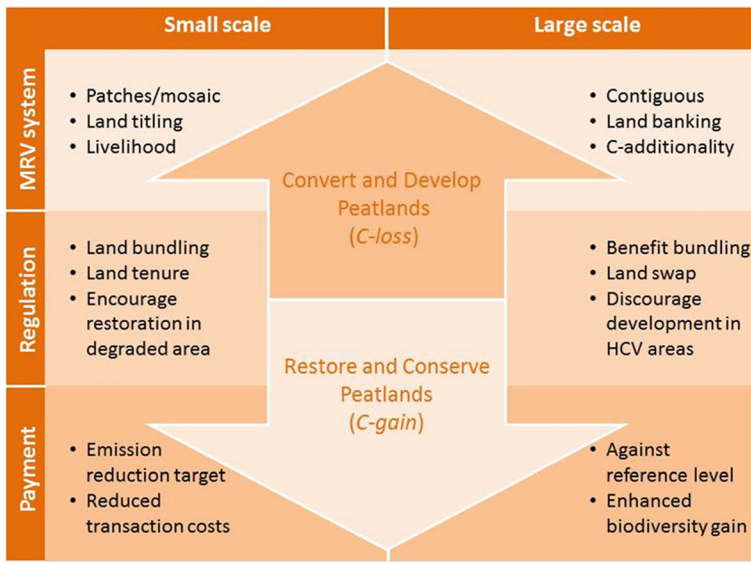 Small scale
Large scale
MRV system
• Patches/mosaic
• Land titling
• Livelihood
• Contiguous
• Land banking
• C-additionality
Convert and Develop
Peatlands
(C-loss)
Regulation
• Land bundling
• Land tenure
• Encourage
restoration in
degraded area
• Benefit bundling
• Land swap
• Discourage
development in
HCV areas
Restore and Conserve
Peatlands
(C-gain)
Payment
• Emission
reduction target
• Reduced
transaction costs
• Against
reference level
• Enhanced
biodiversity gain